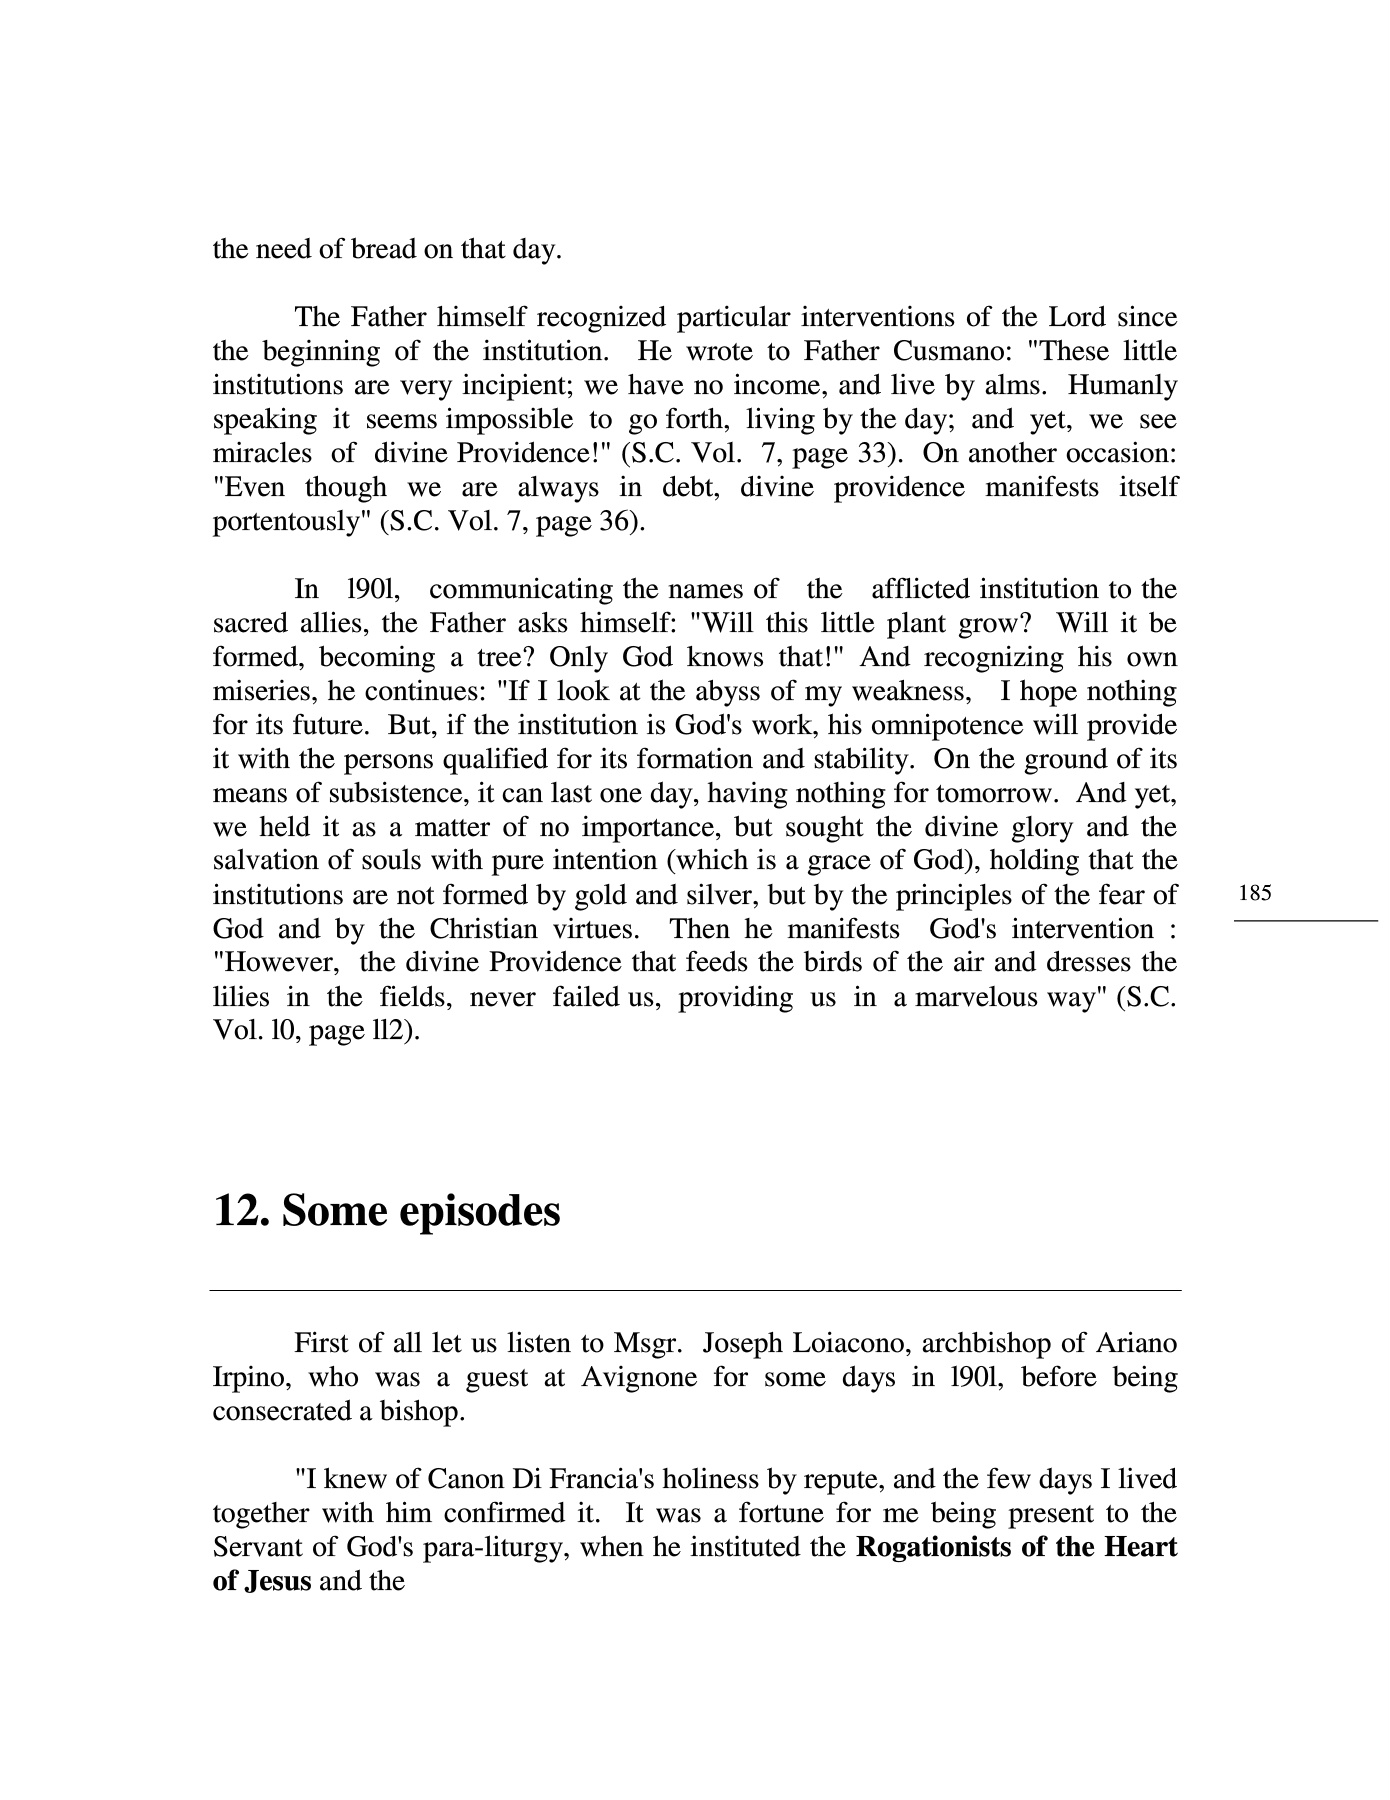 the need of bread on that day.
The Father himself recognized particular interventions of the Lord since
the beginning of the institution. He wrote to Father Cusmano: "These little
institutions are very incipient; we have no income, and live by alms. Humanly
speaking it seems impossible to go forth, living by the day; and yet, we see
miracles of divine Providence!" (S.C. Vol. 7, page 33). On another occasion:
"Even though we are always in debt, divine providence manifests itself
portentously" (S.C. Vol. 7, page 36).
In l90l, communicating the names of the afflicted institution to the
sacred allies, the Father asks himself: "Will this little plant grow? Will it be
formed, becoming a tree? Only God knows that!" And recognizing his own
miseries, he continues: "If I look at the abyss of my weakness, I hope nothing
for its future. But, if the institution is God's work, his omnipotence will provide
it with the persons qualified for its formation and stability. On the ground of its
means of subsistence, it can last one day, having nothing for tomorrow. And yet,
we held it as a matter of no importance, but sought the divine glory and the
salvation of souls with pure intention (which is a grace of God), holding that the
institutions are not formed by gold and silver, but by the principles of the fear of
God and by the Christian virtues. Then he manifests God's intervention :
"However, the divine Providence that feeds the birds of the air and dresses the
lilies in the fields, never failed us, providing us in a marvelous way" (S.C.
Vol. l0, page ll2).
185
12. Some episodes
First of all let us listen to Msgr. Joseph Loiacono, archbishop of Ariano
Irpino, who was a guest at Avignone for some days in l90l, before being
consecrated a bishop.
"I knew of Canon Di Francia's holiness by repute, and the few days I lived
together with him confirmed it. It was a fortune for me being present to the
Servant of God's para-liturgy, when he instituted the Rogationists of the Heart
of Jesus and the